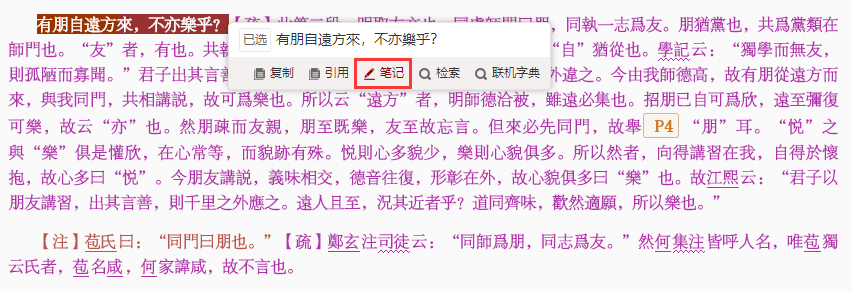 有朋自遠方來，不亦樂乎？【疏】此第二段，明取友交也。同處師門曰朋，同執一志爲友。朋猶黨也，共爲黨類在
師門也。“友”者，有也。共執
已选 有朋自遠方來，不亦樂乎?
“自”猶從也。學記云：“獨學而無友，
則孤陋而寡聞。”君子出其言善
复制 引用 笔记 检索 联机字典
外違之。今由我師德高，故有朋從遠方而
來，與我同門，共相講説，故可爲樂也。所以云“遠方”者，明師德洽被，雖遠必集也。招朋已自可爲欣，遠至彌復
可樂，故云“亦”也。然朋疎而友親，朋至既樂，友至故忘言。但來必先同門，故舉 P4 “朋”耳。“悦”之
與“樂”俱是懽欣，在心常等，而貌跡有殊。悦則心多貌少，樂則心貌俱多。所以然者，向得講習在我，自得於懷
抱，故心多曰“悦”。今朋友講説，義味相交，德音往復，形彰在外，故心貌俱多曰“樂”也。故江熙云：“君子以
朋友講習，出其言善，則千里之外應之。遠人且至，況其近者乎？道同齊味，歡然適願，所以樂也。”
【注】苞氏曰：“同門曰朋也。”【疏】鄭玄注司徒云：“同師爲朋，同志爲友。”然何集注皆呼人名，唯苞獨
云氏者，苞名咸，何家諱咸，故不言也。